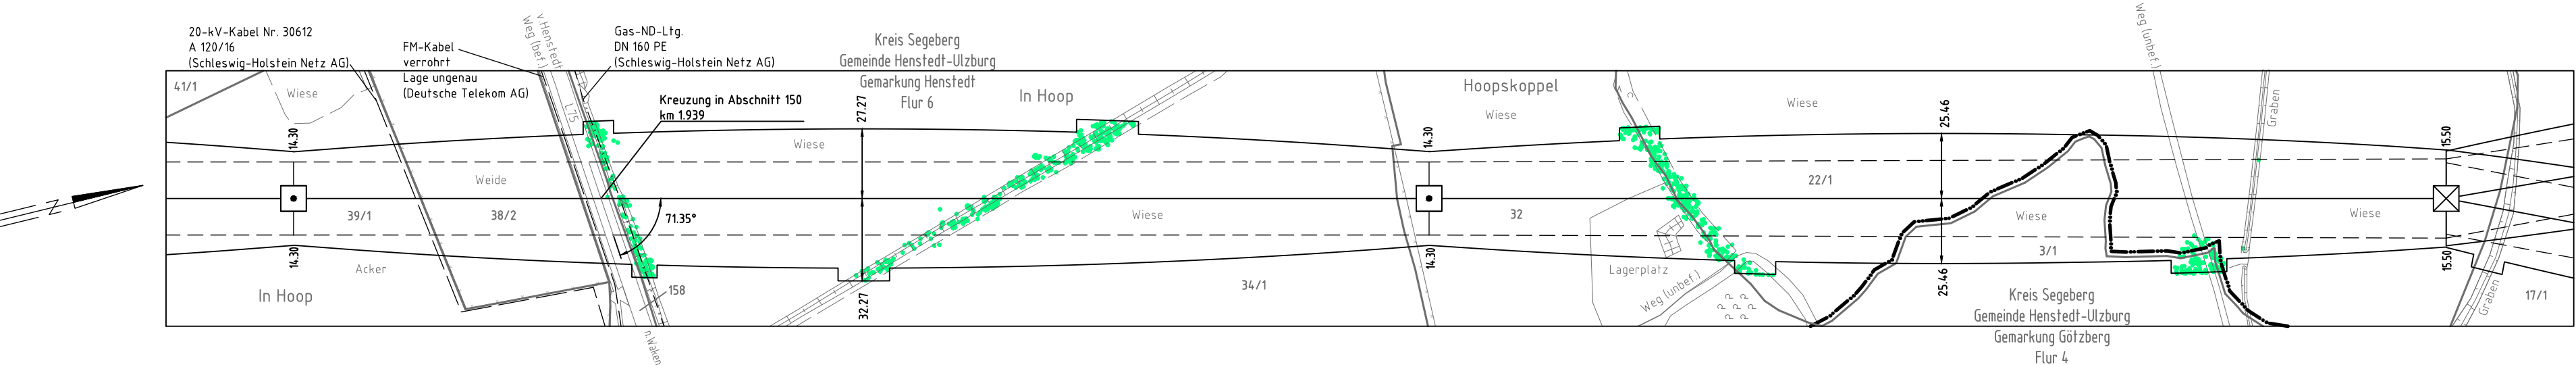 20-kV-Kabel Nr. 30612
A 120/16
(Schleswig-Holstein Netz AG)
FM-Kabel
verrohrt
Lage ungenau
(Deutsche Telekom AG)
v.Henstedt
Weg (bef.)
L75
Gas-ND-Ltg.
DN 160 PE
(Schleswig-Holstein Netz AG)
Kreuzung in Abschnitt 150
km 1.939
Kreis Segeberg
Gemeinde Henstedt-Ulzburg
Gemarkung Henstedt
Flur 6
In Hoop
Hoopskoppel
Wiese
Wiese
Weg (unbef.)
Graben
41/1
Wiese
14.30
27.27
Wiese
14.30
25.46
15.50
Weide
22/1
N
39/1
38/2
71.35°
Wiese
32
Wiese
Wiese
3/1
14.30
Acker
In Hoop
158
n.Waken
32.27
34/1
14.30
Lagerplatz
Weg (unbef.)
25.46
Kreis Segeberg
Gemeinde Henstedt-Ulzburg
Gemarkung Götzberg
Flur 4
15.50
Graben
17/1